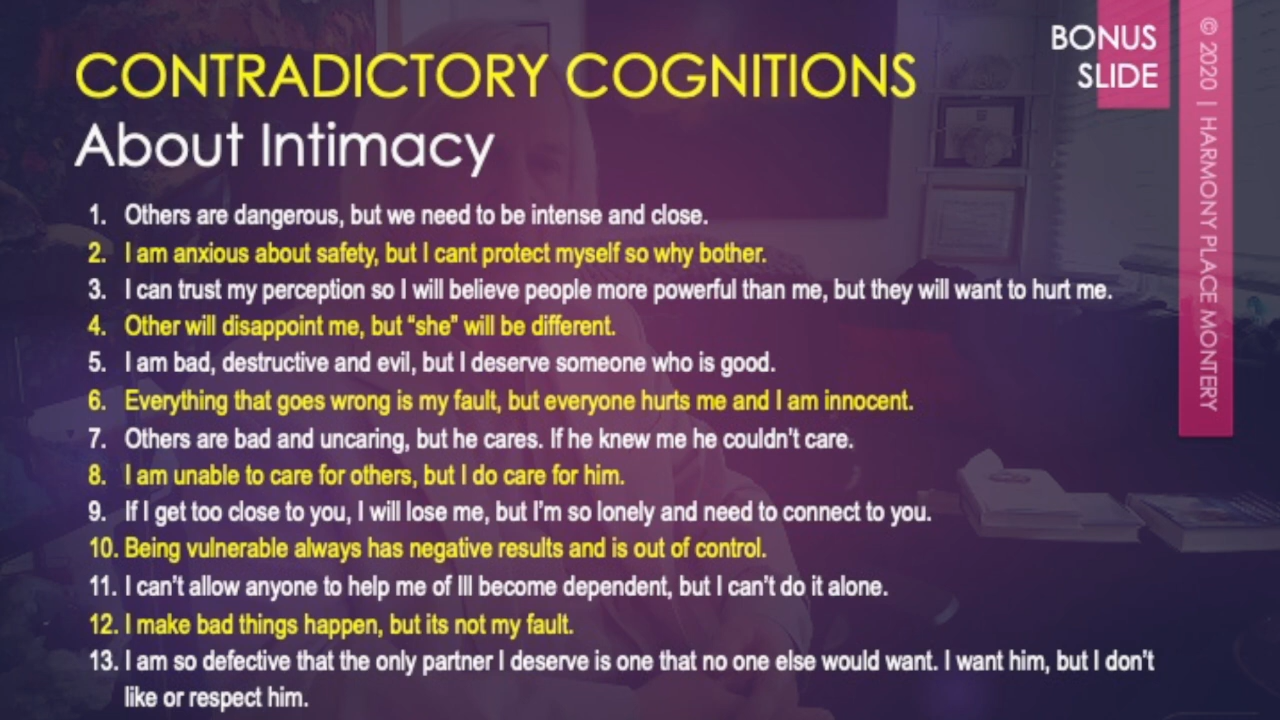 BONUS
SLIDE
© 2020 | HARMONY PLACE MONTERY
CONTRADICTORY COGNITIONS
About Intimacy
1. Others are dangerous, but we need to be intense and close.
2. I am anxious about safety, but I cant protect myself so why bother.
3. I can trust my perception so I will believe people more powerful than me, but they will want to hurt me.
4. Other will disappoint me, but “she” will be different.
5. I am bad, destructive and evil, but I deserve someone who is good.
6. Everything that goes wrong is my fault, but everyone hurts me and I am innocent.
7. Others are bad and uncaring, but he cares. If he knew me he couldn’t care.
8. I am unable to care for others, but I do care for him.
9. If I get too close to you, I will lose me, but I’m so lonely and need to connect to you.
10. Being vulnerable always has negative results and is out of control.
11. I can’t allow anyone to help me of Ill become dependent, but I can’t do it alone.
12. I make bad things happen, but its not my fault.
13. I am so defective that the only partner I deserve is one that no one else would want. I want him, but I don’t
like or respect him.